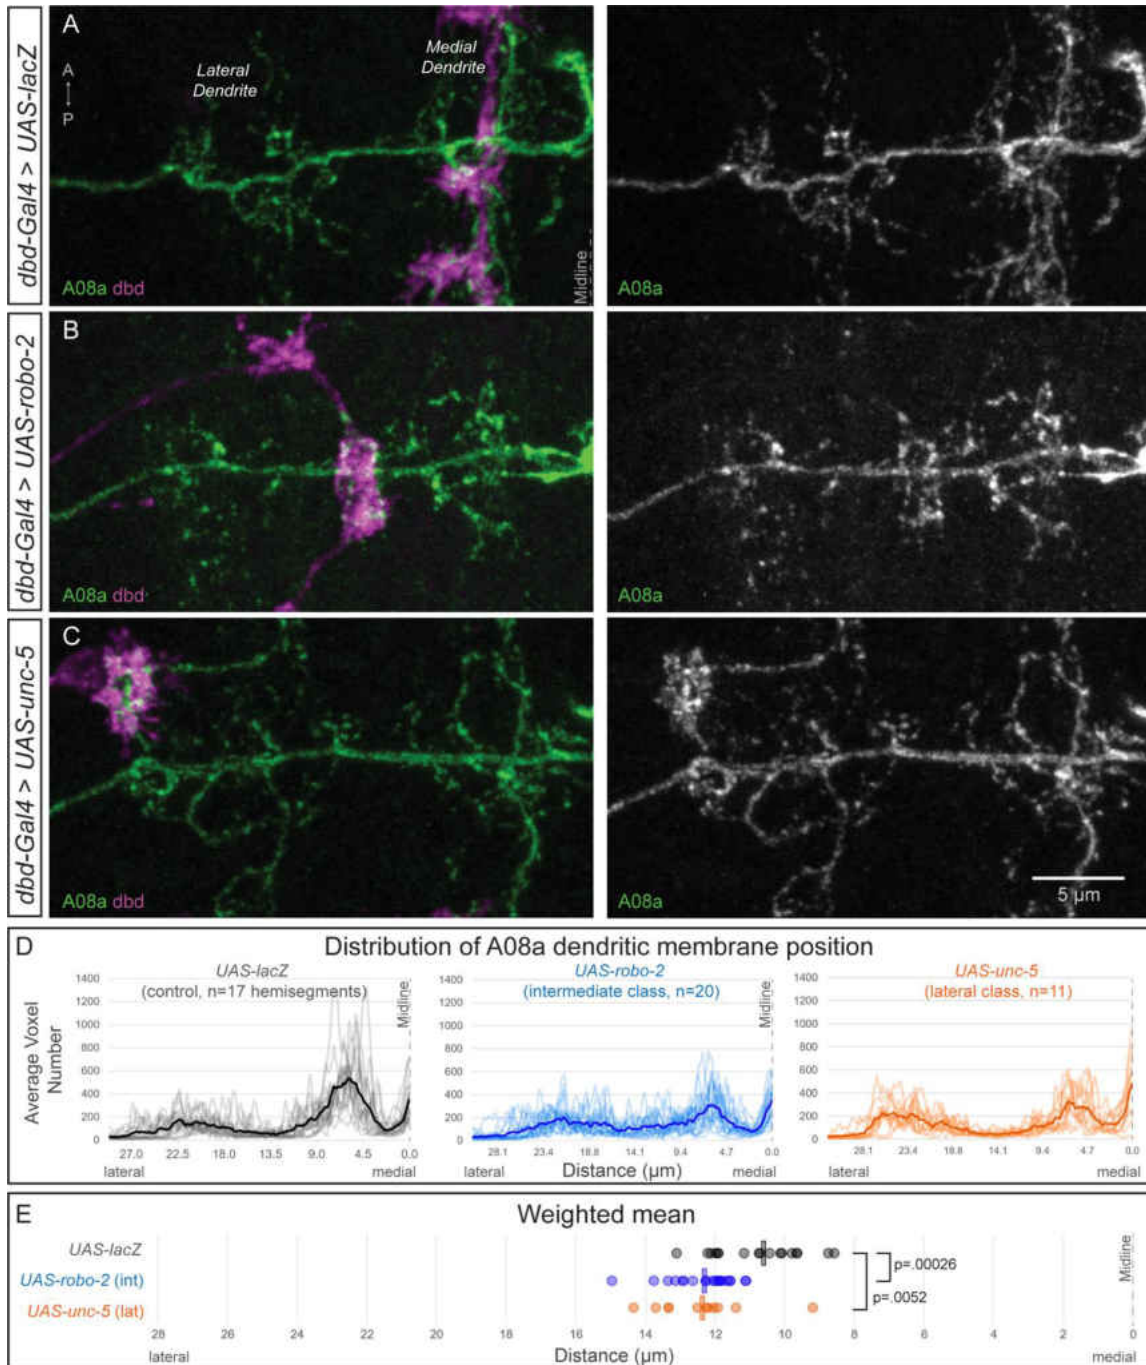 dbd-Gal4 > UAS-lacZ
A
A
P
Lateral
Dendrite
Medial
Dendrite
Midline
A08a dbd
A08a
dbd-Gal4 > UAS-robo-2
B
A08a dbd
A08a
dbd-Gal4 > UAS-unc-5
C
A08a dbd
A08a
5 µm
D
Distribution of A08a dendritic membrane position
Average Voxel
Number
UAS-lacZ
(control, n=17 hemisegments)
1400
1200
1000
800
600
400
200
0
Midline
27.0 22.5 18.0 13.5 9.0 4.5 0.0
lateral medial
UAS-robo-2
(intermediate class, n=20)
1400
1200
1000
800
600
400
200
0
Midline
28.1 23.4 18.8 14.1 9.4 4.7 0.0
lateral Distance (µm) medial
UAS-unc-5
(lateral class, n=11)
1400
1200
1000
800
600
400
200
0
28.1 23.4 18.8 14.1 9.4 4.7 0.0
lateral medial
E
Weighted mean
UAS-lacZ
UAS-robo-2 (int)
UAS-unc-5 (lat)
p=.00026
p=.0052
Midline
28 26 24 22 20 18 16 14 12 10 8 6 4 2 0
lateral Distance (µm) medial